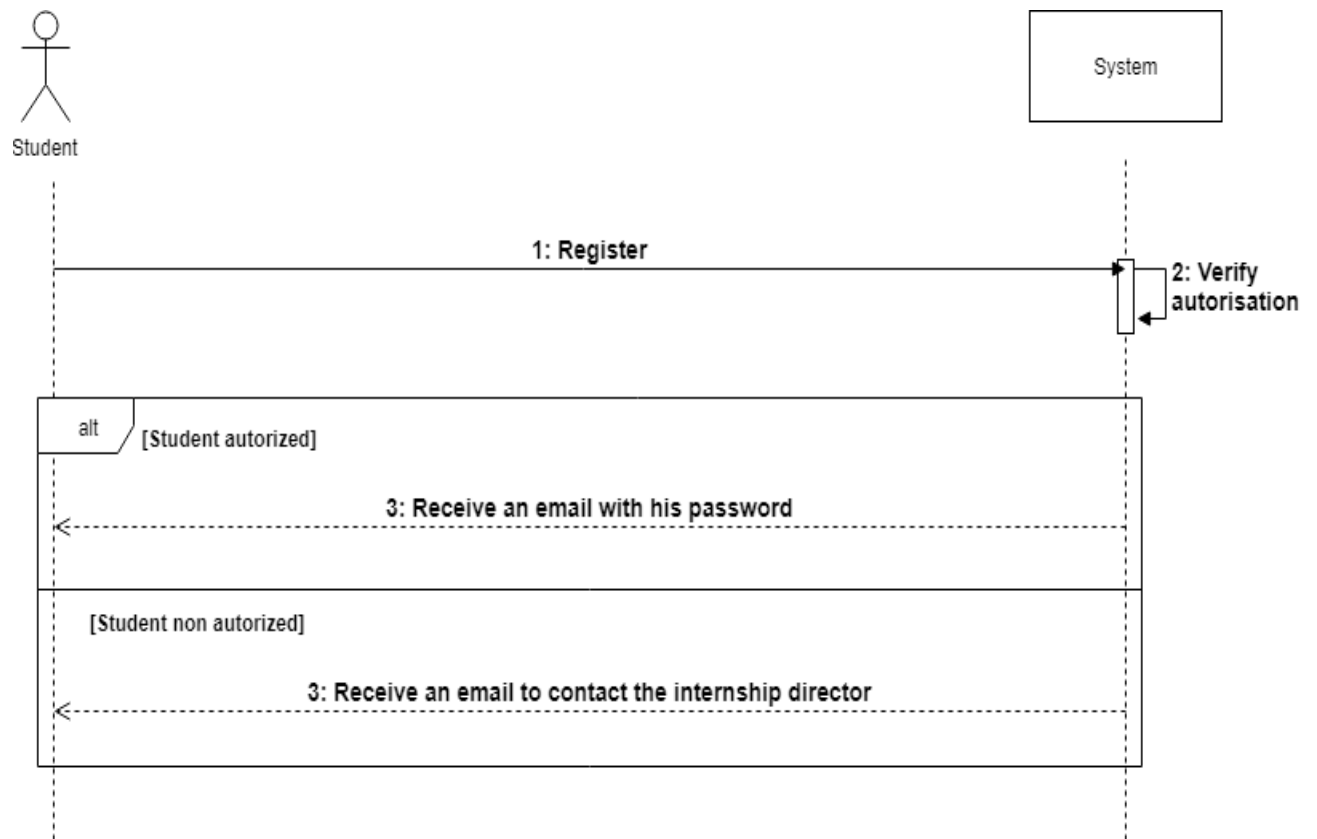 System
Student
1: Register
2: Verify
autorisation
alt
[Student autorized]
3: Receive an email with his password
[Student non autorized]
3: Receive an email to contact the internship director